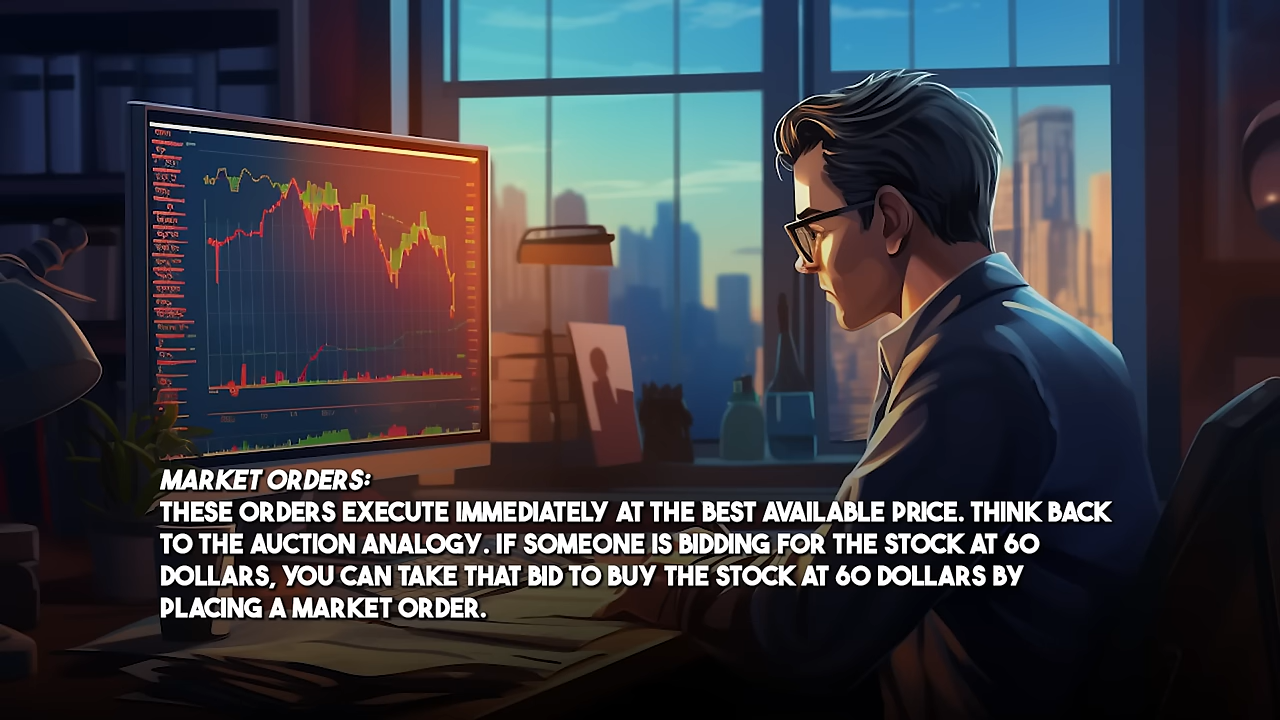 MARKET ORDERS:
THESE ORDERS EXECUTE IMMEDIATELY AT THE BEST AVAILABLE PRICE. THINK BACK
TO THE AUCTION ANALOGY. IF SOMEONE IS BIDDING FOR THE STOCK AT 60
DOLLARS, YOU CAN TAKE THAT BID TO BUY THE STOCK AT 60 DOLLARS BY
PLACING A MARKET ORDER.